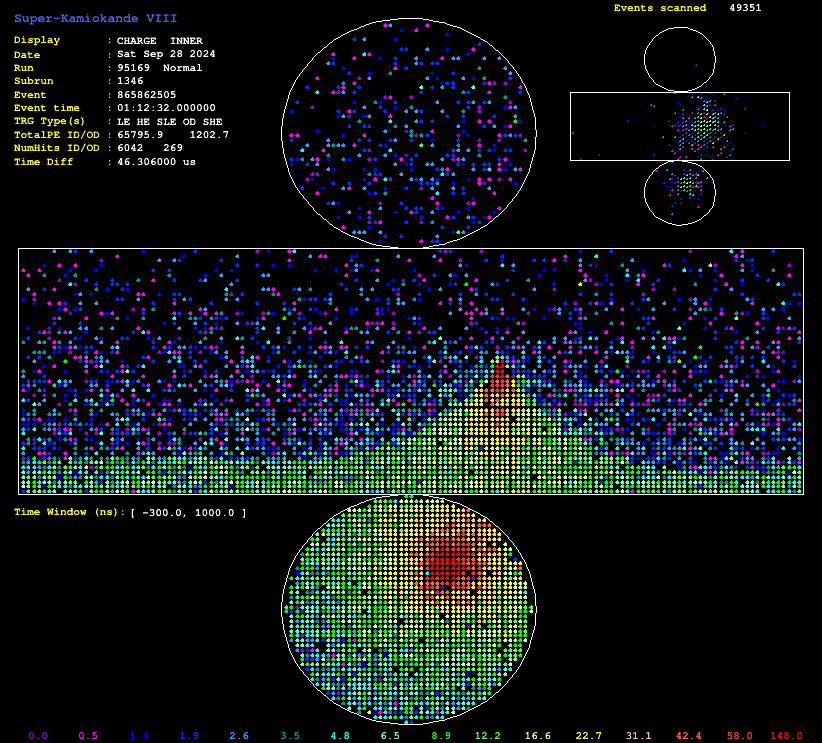 Super-Kamiokande VIII
Events scanned 49351
Display : CHARGE INNER
Date : Sat Sep 28 2024
Run : 95169 Normal
Subrun : 1346
Event : 865862505
Event time : 01:12:32.000000
TRG Type(s) : LE HE SLE OD SHE
TotalPE ID/OD : 65795.9 1202.7
NumHits ID/OD : 6042 269
Time Diff : 46.306000 us
Time Window (ns): [ -300.0, 1000.0 ]
0.0 0.5 1.4 1.9 2.6 3.5 4.8 6.5 8.9 12.2 16.6 22.7 31.1 42.4 58.0 148.0